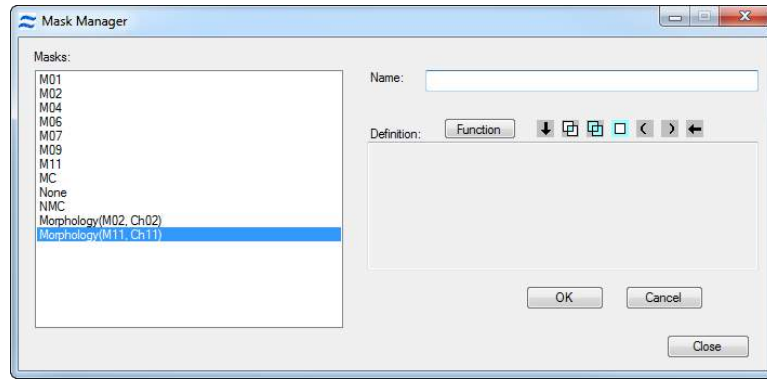 Mask Manager
Masks:
M01
M02
M04
M06
M07
M09
M11
MC
None
NMC
Morphology(M02, Ch02)
Morphology(M11, Ch11)
Name:
Definition:
Function
OK
Cancel
Close